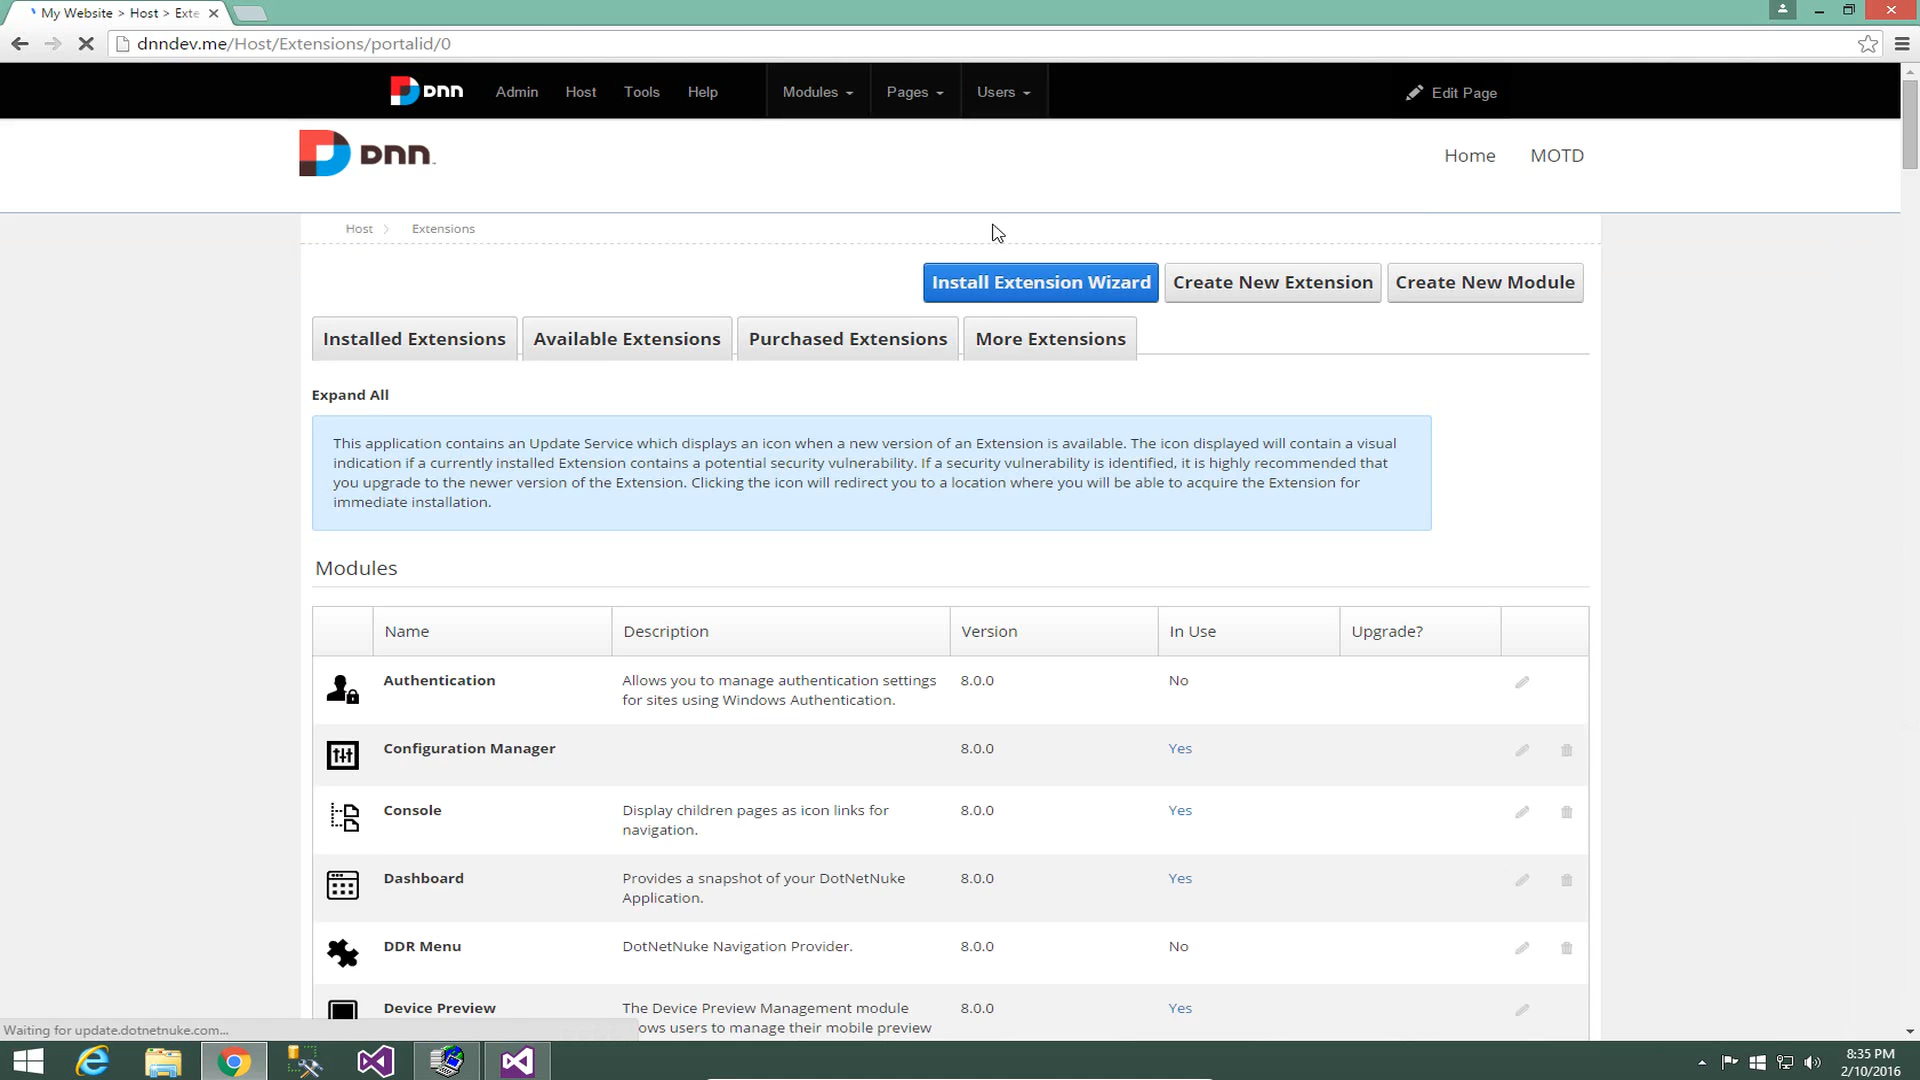 My Website > Host > Exte
dnndev.me/Host/Extensions/portalid/0
DNN Admin Host Tools Help Modules Pages Users Edit Page
DNN Home MOTD
Host Extensions
Install Extension Wizard Create New Extension Create New Module
Installed Extensions Available Extensions Purchased Extensions More Extensions
Expand All
This application contains an Update Service which displays an icon when a new version of an Extension is available. The icon displayed will contain a visual
indication if a currently installed Extension contains a potential security vulnerability. If a security vulnerability is identified, it is highly recommended that
you upgrade to the newer version of the Extension. Clicking the icon will redirect you to a location where you will be able to acquire the Extension for
immediate installation.
Modules
Name Description Version In Use Upgrade?
Authentication Allows you to manage authentication settings 8.0.0 No
for sites using Windows Authentication.
Configuration Manager 8.0.0 Yes
Console Display children pages as icon links for 8.0.0 Yes
navigation.
Dashboard Provides a snapshot of your DotNetNuke 8.0.0 Yes
Application.
DDR Menu DotNetNuke Navigation Provider. 8.0.0 No
Device Preview The Device Preview Management module 8.0.0 Yes
Waiting for update.dotnetnuke.com... lows users to manage their mobile preview
8:35 PM
2/10/2016